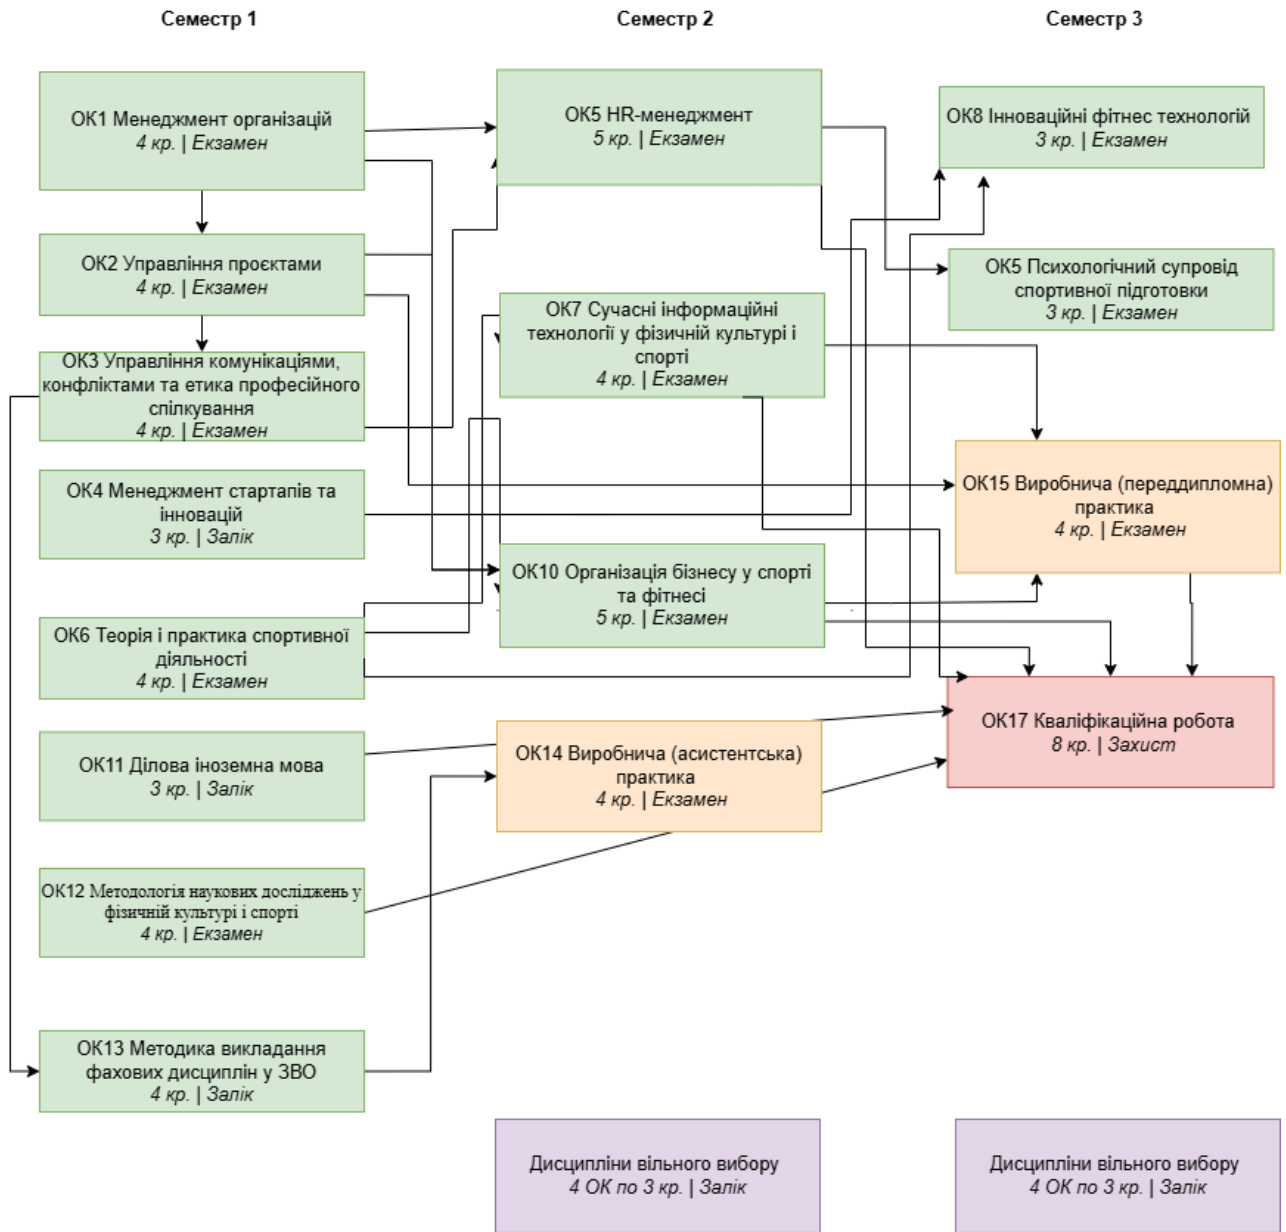 Семестр 1
Семестр 2
Семестр 3
ОК1 Менеджмент організацій
4 кр. | Екзамен
ОК2 Управління проєктами
4 кр. | Екзамен
ОК3 Управління комунікаціями,
конфліктами та етика професійного
спілкування
4 кр. | Екзамен
ОК4 Менеджмент стартапів та
інновацій
3 кр. | Залік
ОК6 Теорія і практика спортивної
діяльності
4 кр. | Екзамен
ОК11 Ділова іноземна мова
3 кр. | Залік
ОК12 Методологія наукових досліджень у
фізичній культурі і спорті
4 кр. | Екзамен
ОК13 Методика викладання
фахових дисциплін у ЗВО
4 кр. | Залік
ОК5 HR-менеджмент
5 кр. | Екзамен
ОК7 Сучасні інформаційні
технології у фізичній культурі і
спорті
4 кр. | Екзамен
ОК10 Організація бізнесу у спорті
та фітнесі
5 кр. | Екзамен
ОК14 Виробнича (асистентська)
практика
4 кр. | Екзамен
Дисципліни вільного вибору
4 ОК по 3 кр. | Залік
ОК8 Інноваційні фітнес технологій
3 кр. | Екзамен
ОК5 Психологічний супровід
спортивної підготовки
3 кр. | Екзамен
ОК15 Виробнича (переддипломна)
практика
4 кр. | Екзамен
ОК17 Кваліфікаційна робота
8 кр. | Захист
Дисципліни вільного вибору
4 ОК по 3 кр. | Залік